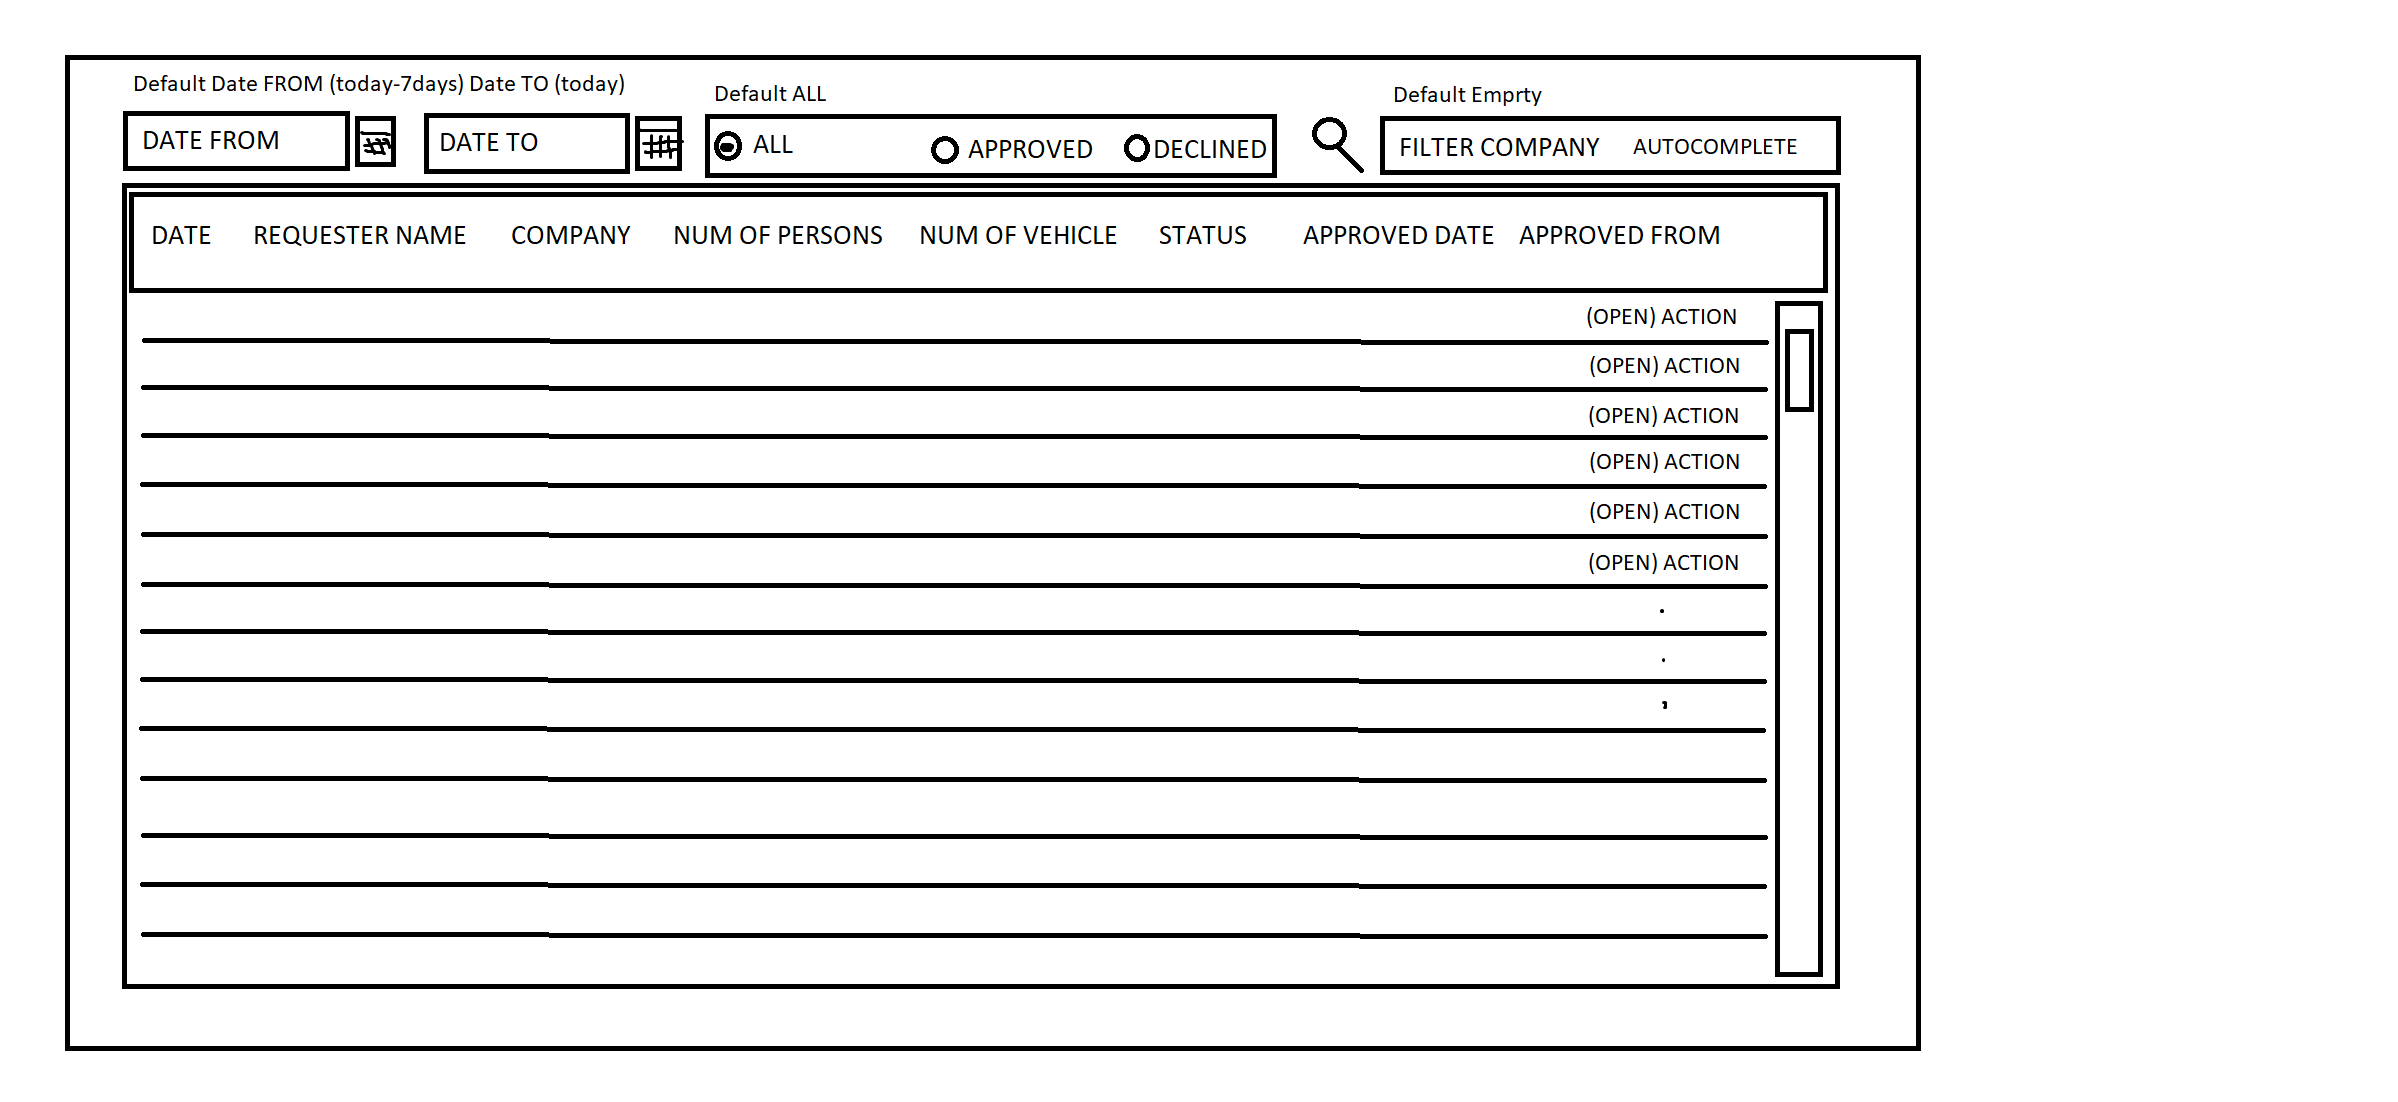 Default Date FROM (today-7days) Date TO (today)
Default ALL
Default Emprty
DATE FROM
DATE TO
ALL
APPROVED
DECLINED
FILTER COMPANY AUTOCOMPLETE
DATE REQUESTER NAME COMPANY NUM OF PERSONS NUM OF VEHICLE STATUS APPROVED DATE APPROVED FROM
(OPEN) ACTION
(OPEN) ACTION
(OPEN) ACTION
(OPEN) ACTION
(OPEN) ACTION
(OPEN) ACTION